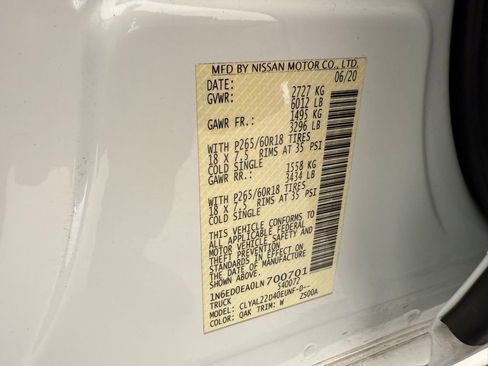 MFD BY NISSAN MOTOR CO., LTD.
DATE: 06/20
GVWR: 2727 KG
6012 LB
GAWR FR.: 1495 KG
3296 LB
WITH P265/60R18 TIRES
18 X 7.5 RIMS AT 35 PSI
COLD SINGLE
GAWR RR.: 1558 KG
3434 LB
WITH P265/60R18 TIRES
18 X 7.5 RIMS AT 35 PSI
COLD SINGLE
THIS VEHICLE CONFORMS TO
ALL APPLICABLE FEDERAL
MOTOR VEHICLE SAFETY AND
THEFT PREVENTION
STANDARDS IN EFFECT ON
THE DATE OF MANUFACTURE
SHOWN ABOVE.
1N6ED0EA0LN700701
TRUCK 540072
MODEL: CLYAL22D40EUNF-D--
COLOR: QAK TRIM: W ZS00A